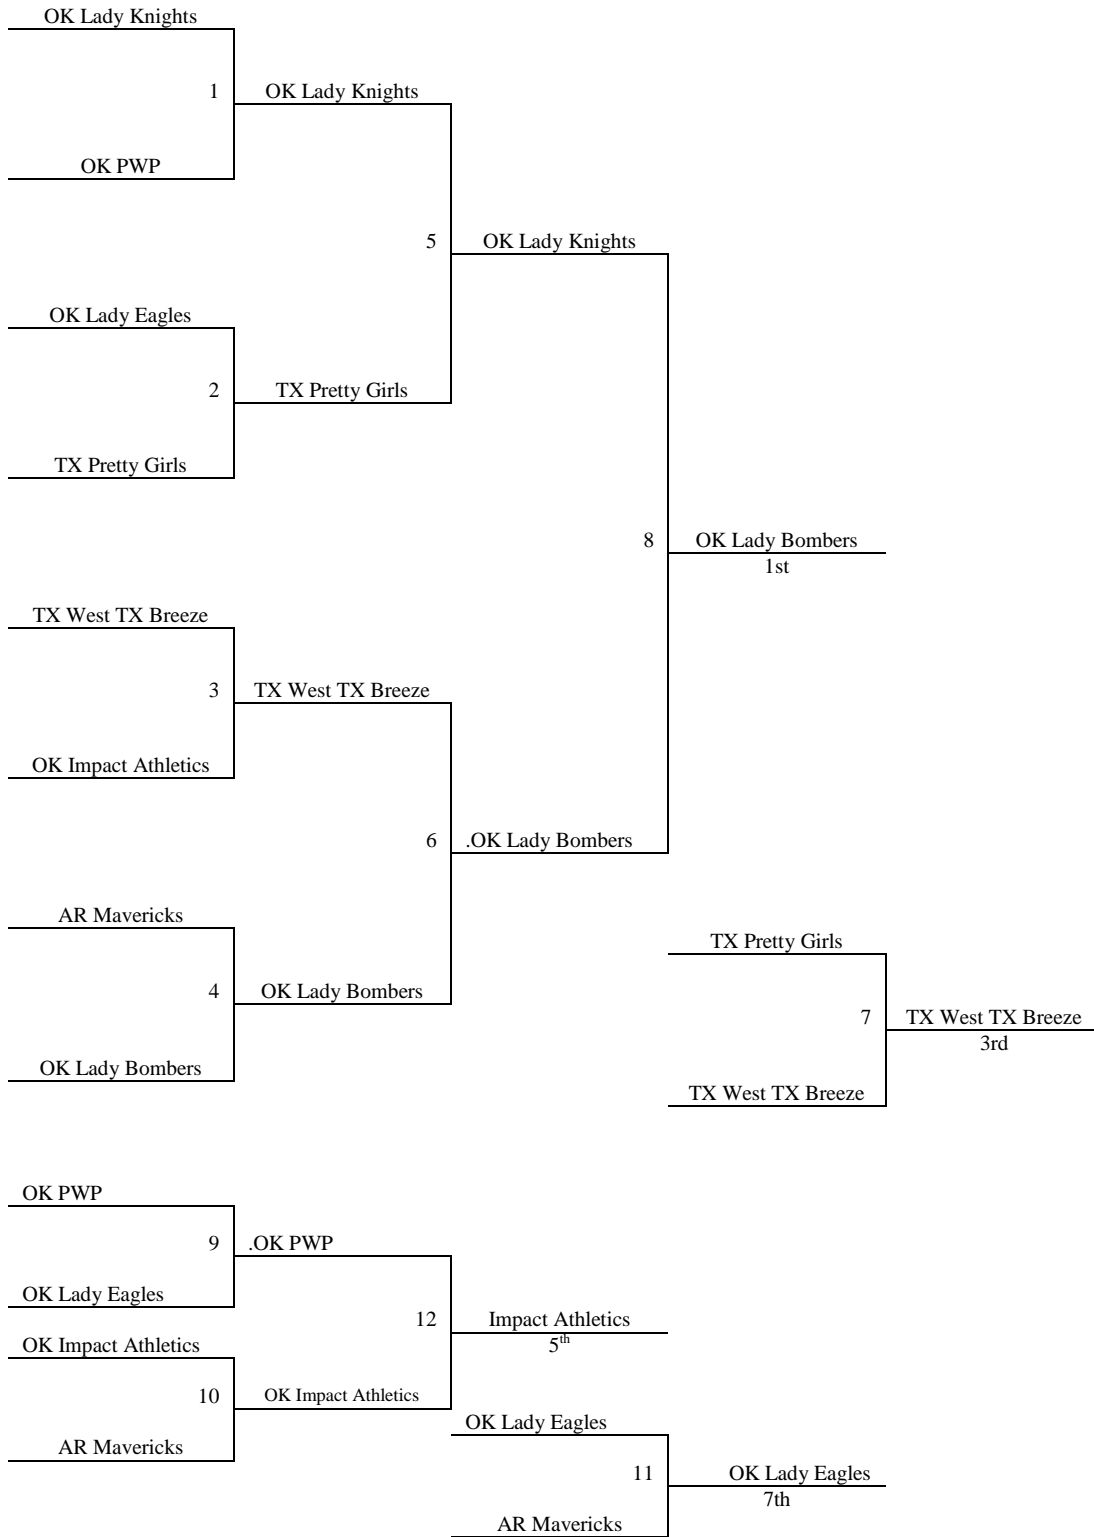 OK Lady Knights
1
OK Lady Knights
OK PWP
5
OK Lady Knights
OK Lady Eagles
2
TX Pretty Girls
TX Pretty Girls
8
OK Lady Bombers
1st
TX West TX Breeze
3
TX West TX Breeze
OK Impact Athletics
6
.OK Lady Bombers
AR Mavericks
TX Pretty Girls
4
OK Lady Bombers
7
TX West TX Breeze
3rd
OK Lady Bombers
TX West TX Breeze
OK PWP
9
.OK PWP
OK Lady Eagles
12
Impact Athletics
5th
OK Impact Athletics
10
OK Impact Athletics
OK Lady Eagles
AR Mavericks
11
OK Lady Eagles
7th
AR Mavericks